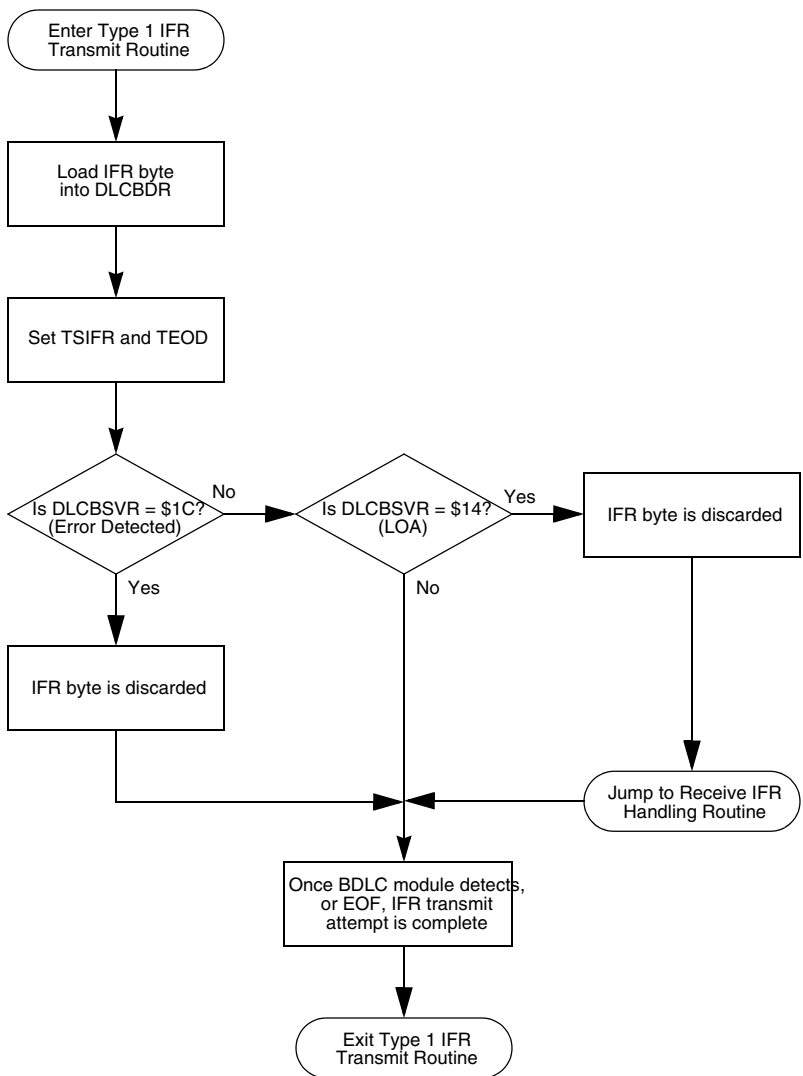 Enter Type 1 IFR
Transmit Routine
Load IFR byte
into DLCBDR
Set TSIFR and TEOD
Is DLCBSVR = $1C?
(Error Detected)
No
Yes
Is DLCBSVR = $14?
(LOA)
Yes
No
IFR byte is discarded
IFR byte is discarded
Jump to Receive IFR
Handling Routine
Once BDLC module detects,
or EOF, IFR transmit
attempt is complete
Exit Type 1 IFR
Transmit Routine